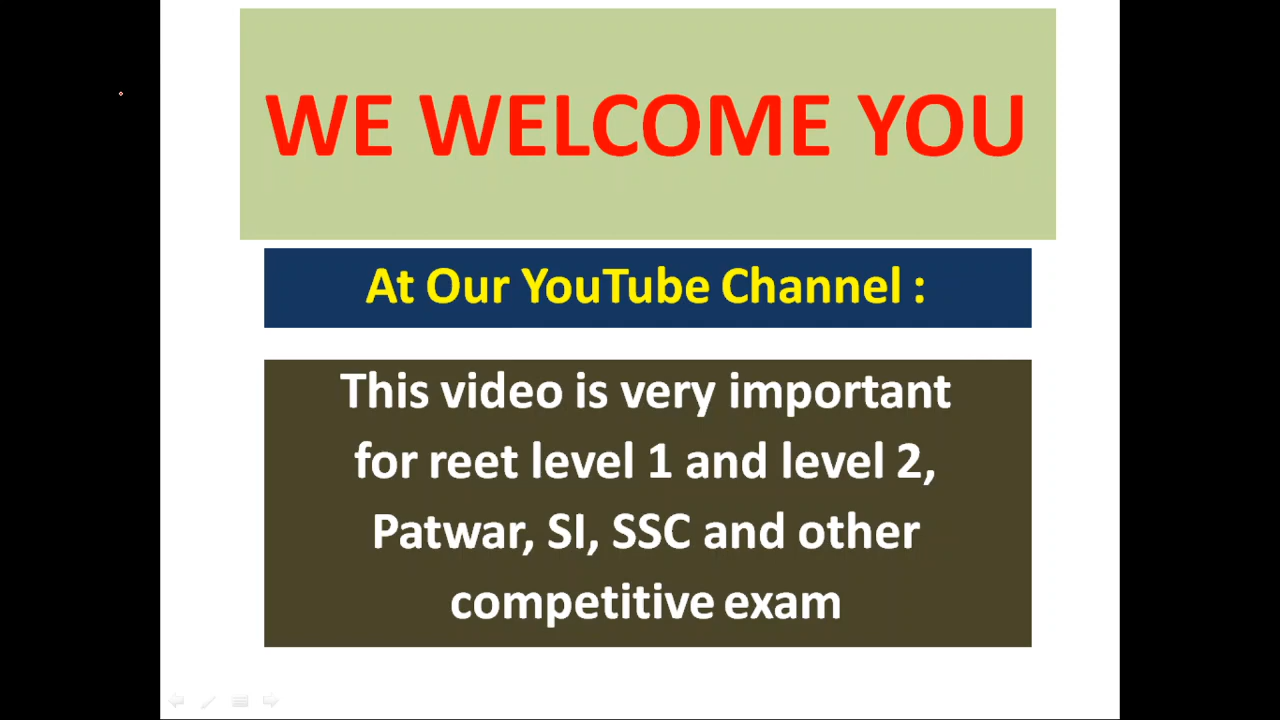 WE WELCOME YOU
At Our YouTube Channel :
This video is very important
for reet level 1 and level 2,
Patwar, SI, SSC and other
competitive exam